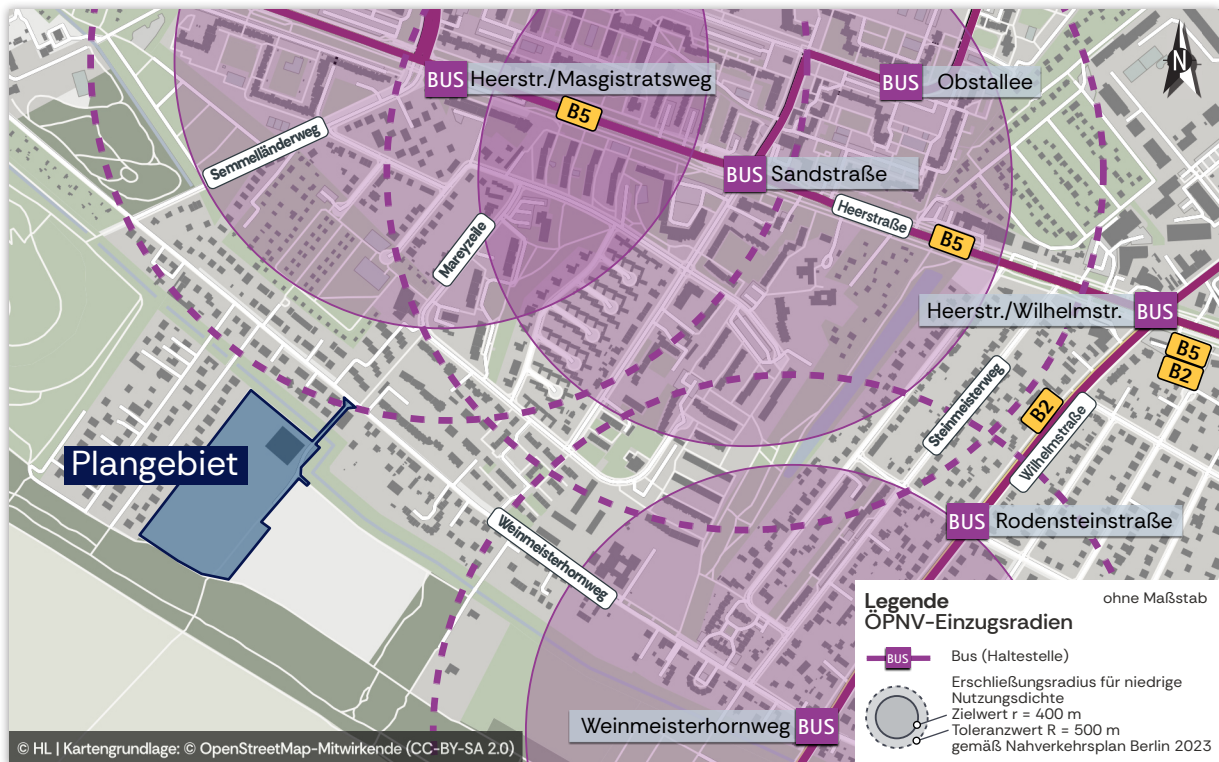 N
BUS Heerstr./Masgistratsweg
BUS Obstallee
B5
Semmelländerweg
BUS Sandstraße
Heerstraße
B5
Mareyzeile
Heerstr./Wilhelmstr. BUS
B5
B2
Steinmeisterweg
B2
Wilhelmstraße
Plangebiet
BUS Rodensteinstraße
Weinmeisterhornweg
Weinmeisterhornweg BUS
Legende
ohne Maßstab
ÖPNV-Einzugsradien
BUS Bus (Haltestelle)
Erschließungsradius für niedrige
Nutzungsdichte
Zielwert r = 400 m
Toleranzwert R = 500 m
gemäß Nahverkehrsplan Berlin 2023
© HL | Kartengrundlage: © OpenStreetMap-Mitwirkende (CC-BY-SA 2.0)